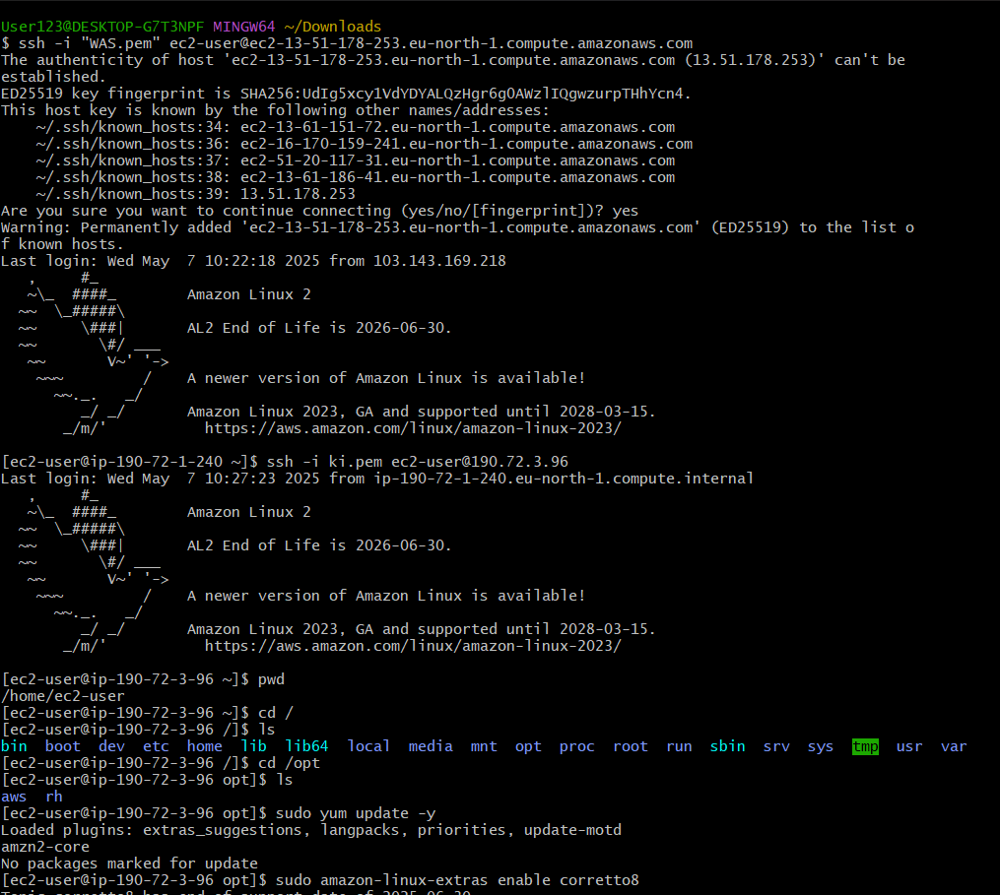 User123@DESKTOP-G7T3NPF MINGW64 ~/Downloads
$ ssh -i "WAS.pem" ec2-user@ec2-13-51-178-253.eu-north-1.compute.amazonaws.com
The authenticity of host 'ec2-13-51-178-253.eu-north-1.compute.amazonaws.com (13.51.178.253)' can't be
established.
ED25519 key fingerprint is SHA256:UdIg5xcy1VdYDYALQzHgr6gOAWzlIQgwzurpTHhYcn4.
This host key is known by the following other names/addresses:
    ~/.ssh/known_hosts:34: ec2-13-61-151-72.eu-north-1.compute.amazonaws.com
    ~/.ssh/known_hosts:36: ec2-16-170-159-241.eu-north-1.compute.amazonaws.com
    ~/.ssh/known_hosts:37: ec2-51-20-117-31.eu-north-1.compute.amazonaws.com
    ~/.ssh/known_hosts:38: ec2-13-61-186-41.eu-north-1.compute.amazonaws.com
    ~/.ssh/known_hosts:39: 13.51.178.253
Are you sure you want to continue connecting (yes/no/[fingerprint])? yes
Warning: Permanently added 'ec2-13-51-178-253.eu-north-1.compute.amazonaws.com' (ED25519) to the list o
f known hosts.
Last login: Wed May  7 10:22:18 2025 from 103.143.169.218
   ,     #_
   ~\_  ####_        Amazon Linux 2
  ~~  \_#####\
  ~~     \###|       AL2 End of Life is 2026-06-30.
  ~~       \#/ ___
   ~~       V~' '->
    ~~~         /    A newer version of Amazon Linux is available!
      ~~._.   _/
         _/ _/       Amazon Linux 2023, GA and supported until 2028-03-15.
       _/m/'           https://aws.amazon.com/linux/amazon-linux-2023/
[ec2-user@ip-190-72-1-240 ~]$ ssh -i ki.pem ec2-user@190.72.3.96
Last login: Wed May  7 10:27:23 2025 from ip-190-72-1-240.eu-north-1.compute.internal
   ,     #_
   ~\_  ####_        Amazon Linux 2
  ~~  \_#####\
  ~~     \###|       AL2 End of Life is 2026-06-30.
  ~~       \#/ ___
   ~~       V~' '->
    ~~~         /    A newer version of Amazon Linux is available!
      ~~._.   _/
         _/ _/       Amazon Linux 2023, GA and supported until 2028-03-15.
       _/m/'           https://aws.amazon.com/linux/amazon-linux-2023/
[ec2-user@ip-190-72-3-96 ~]$ pwd
/home/ec2-user
[ec2-user@ip-190-72-3-96 ~]$ cd /
[ec2-user@ip-190-72-3-96 /]$ ls
bin  boot  dev  etc  home  lib  lib64  local  media  mnt  opt  proc  root  run  sbin  srv  sys  tmp  usr  var
[ec2-user@ip-190-72-3-96 /]$ cd /opt
[ec2-user@ip-190-72-3-96 opt]$ ls
aws  rh
[ec2-user@ip-190-72-3-96 opt]$ sudo yum update -y
Loaded plugins: extras_suggestions, langpacks, priorities, update-motd
amzn2-core
No packages marked for update
[ec2-user@ip-190-72-3-96 opt]$ sudo amazon-linux-extras enable corretto8
Topic corretto8 has end-of-support date of 2025-06-30